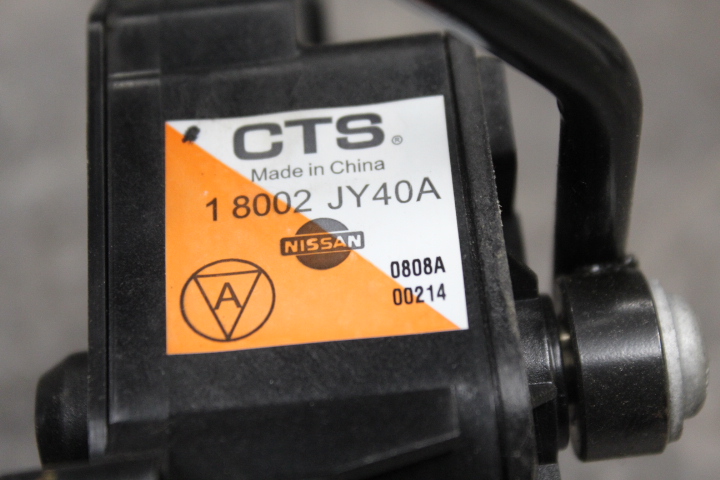 CTS®
Made in China
1 8002 JY40A
NISSAN
0808A
00214
A